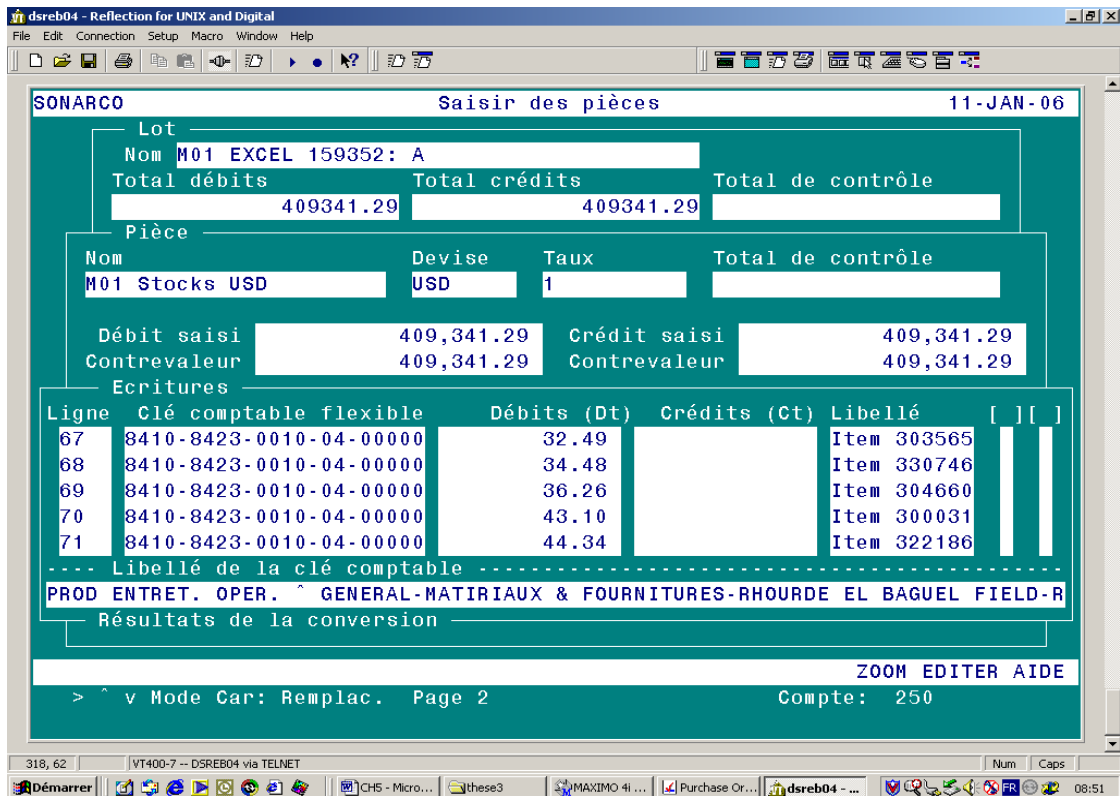 dsreb04 - Reflection for UNIX and Digital
File Edit Connection Setup Macro Window Help
SONARCO Saisir des pièces 11-JAN-06
Lot
Nom M01 EXCEL 159352: A
Total débits Total crédits Total de contrôle
409341.29 409341.29
Pièce
Nom Devise Taux Total de contrôle
M01 Stocks USD USD 1
Débit saisi 409,341.29 Crédit saisi 409,341.29
Contrevaleur 409,341.29 Contrevaleur 409,341.29
Ecritures
Ligne Clé comptable flexible Débits (Dt) Crédits (Ct) Libellé [ ][ ]
67 8410-8423-0010-04-00000 32.49 Item 303565
68 8410-8423-0010-04-00000 34.48 Item 330746
69 8410-8423-0010-04-00000 36.26 Item 304660
70 8410-8423-0010-04-00000 43.10 Item 300031
71 8410-8423-0010-04-00000 44.34 Item 322186
---- Libellé de la clé comptable ----
PROD ENTRET. OPER. ^ GENERAL-MATIRIAUX & FOURNITURES-RHOURDE EL BAGUEL FIELD-R
Résultats de la conversion
ZOOM EDITER AIDE
> ^ v Mode Car: Remplac. Page 2 Compte: 250
318, 62 VT400-7 -- DSREB04 via TELNET Num Caps
Démarrer CH5 - Micro... these3 MAXIMO 4i ... Purchase Or... dsreb04 - ... FR 08:51